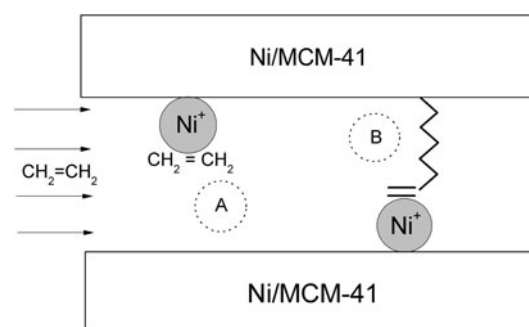 Ni/MCM-41
Ni⁺
CH₂=CH₂
B
CH₂=CH₂
A
Ni⁺
Ni/MCM-41